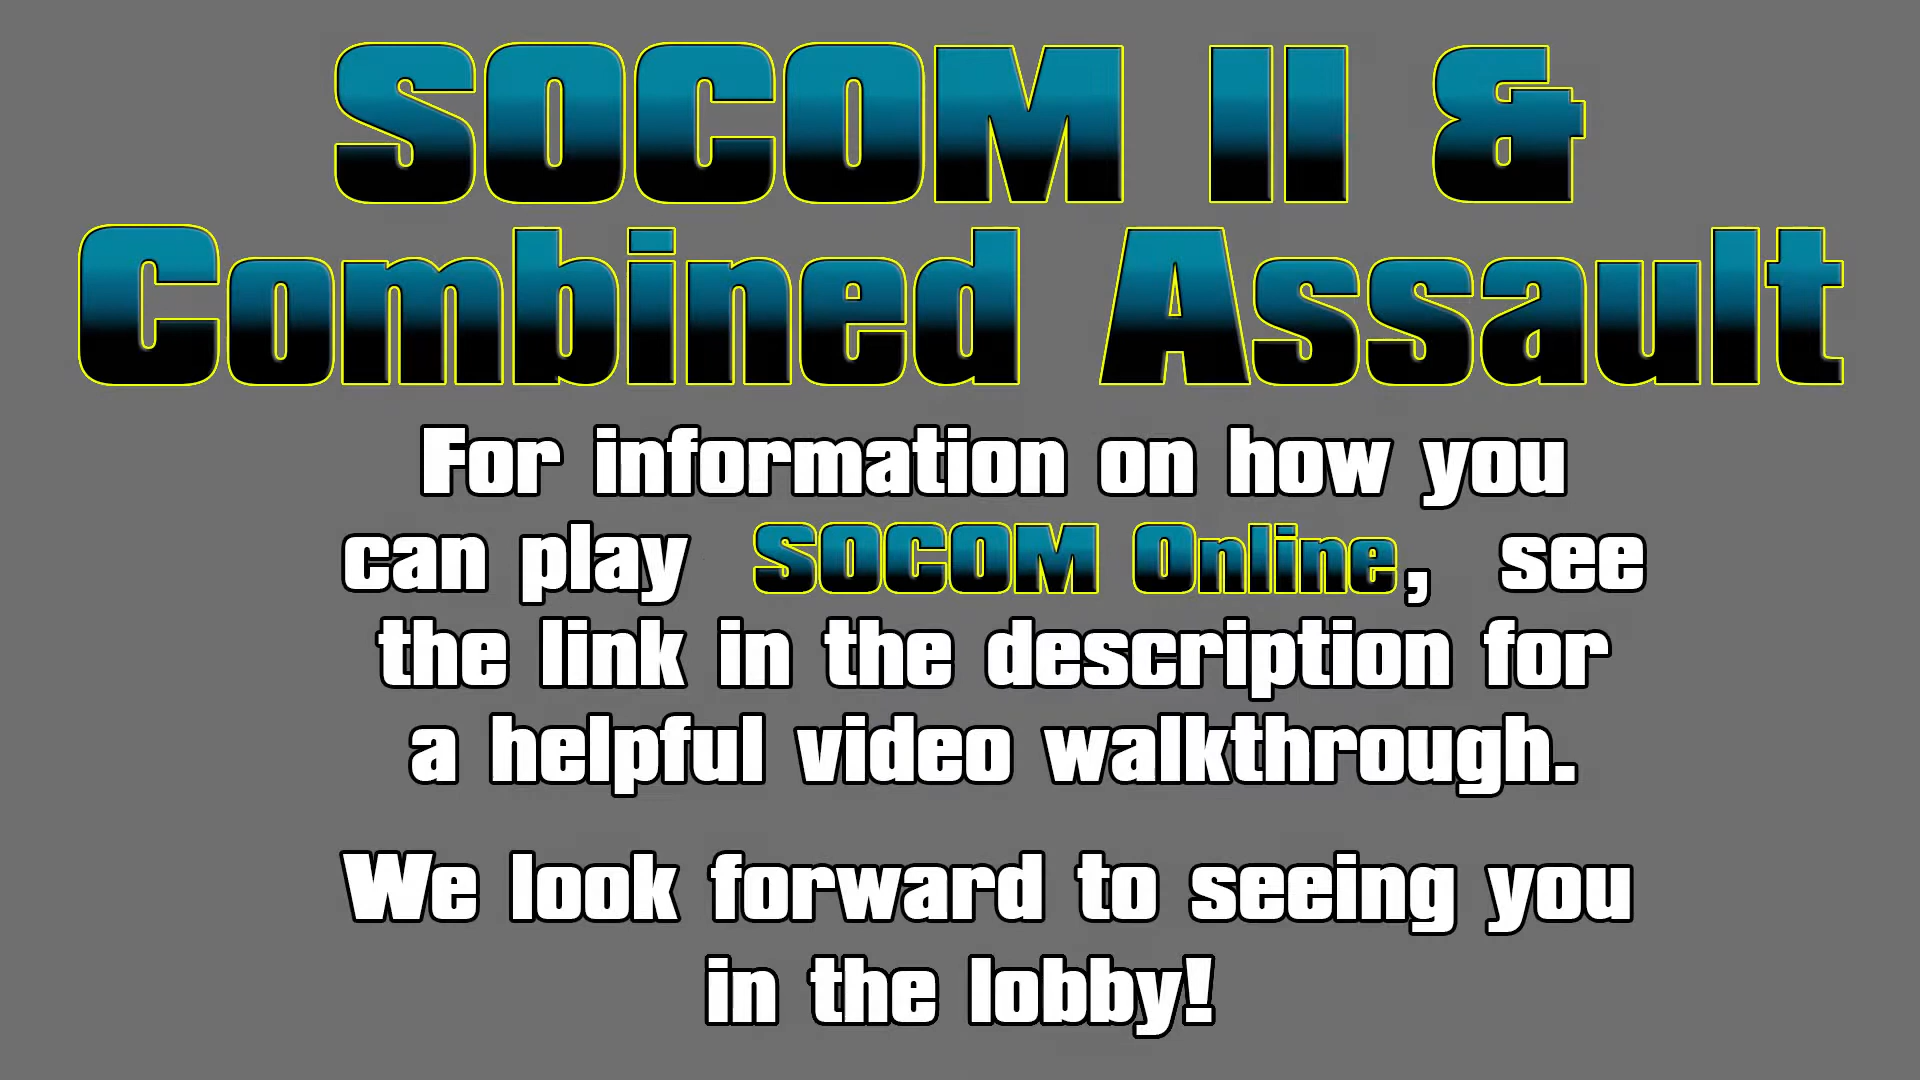 SOCOM II &
Combined Assault
For information on how you
can play SOCOM Online, see
the link in the description for
a helpful video walkthrough.
We look forward to seeing you
in the lobby!